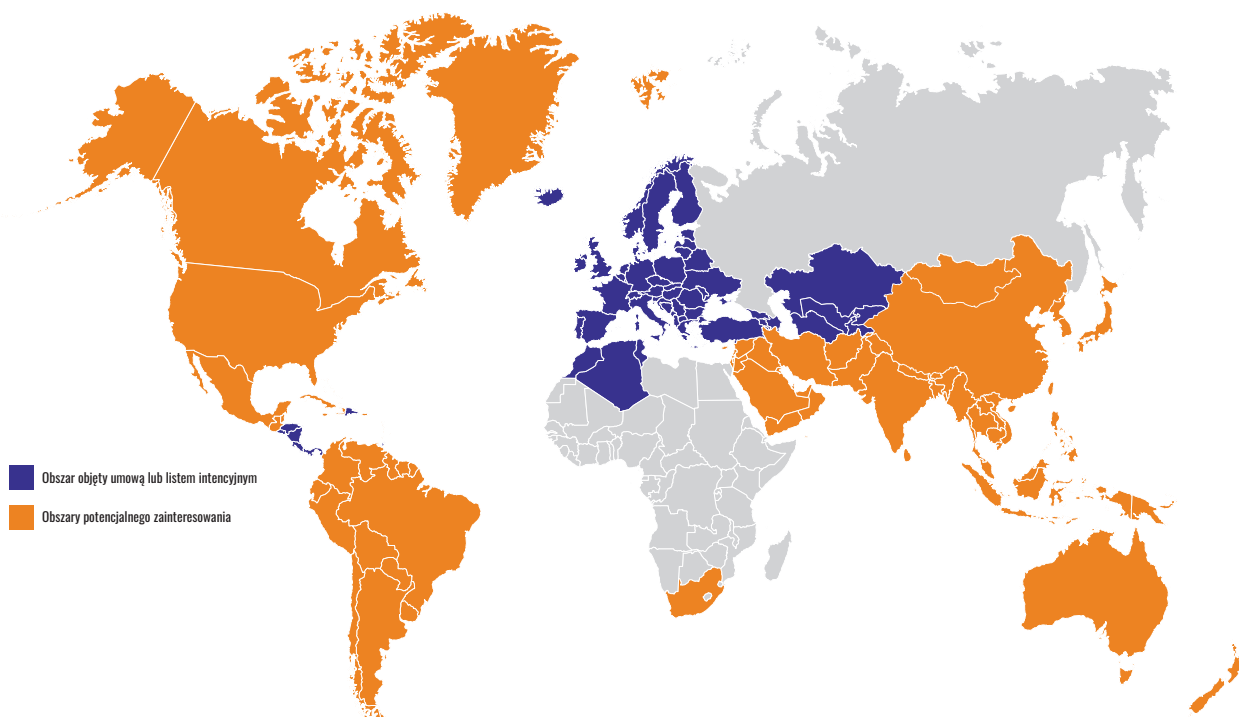 Obszar objęty umową lub listem intencyjnym
Obszary potencjalnego zainteresowania